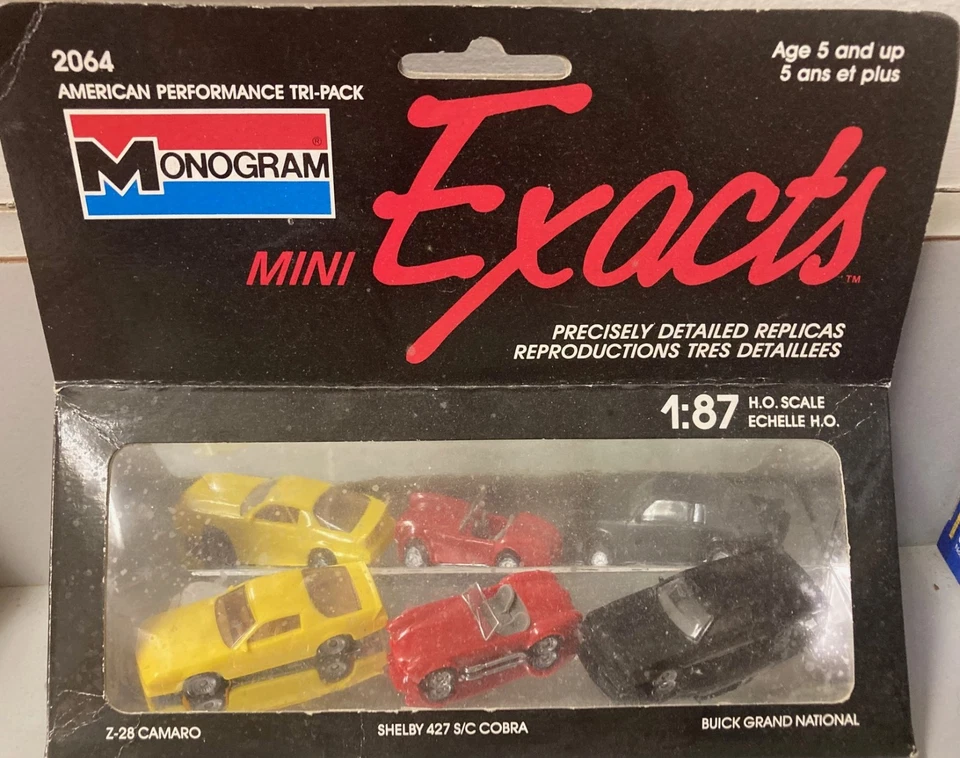 2064
AMERICAN PERFORMANCE TRI-PACK
MONOGRAM®
Age 5 and up
5 ans et plus
MINI Exacts™
PRECISELY DETAILED REPLICAS
REPRODUCTIONS TRES DETAILLEES
1:87 H.O. SCALE
ECHELLE H.O.
Z-28 CAMARO
SHELBY 427 S/C COBRA
BUICK GRAND NATIONAL